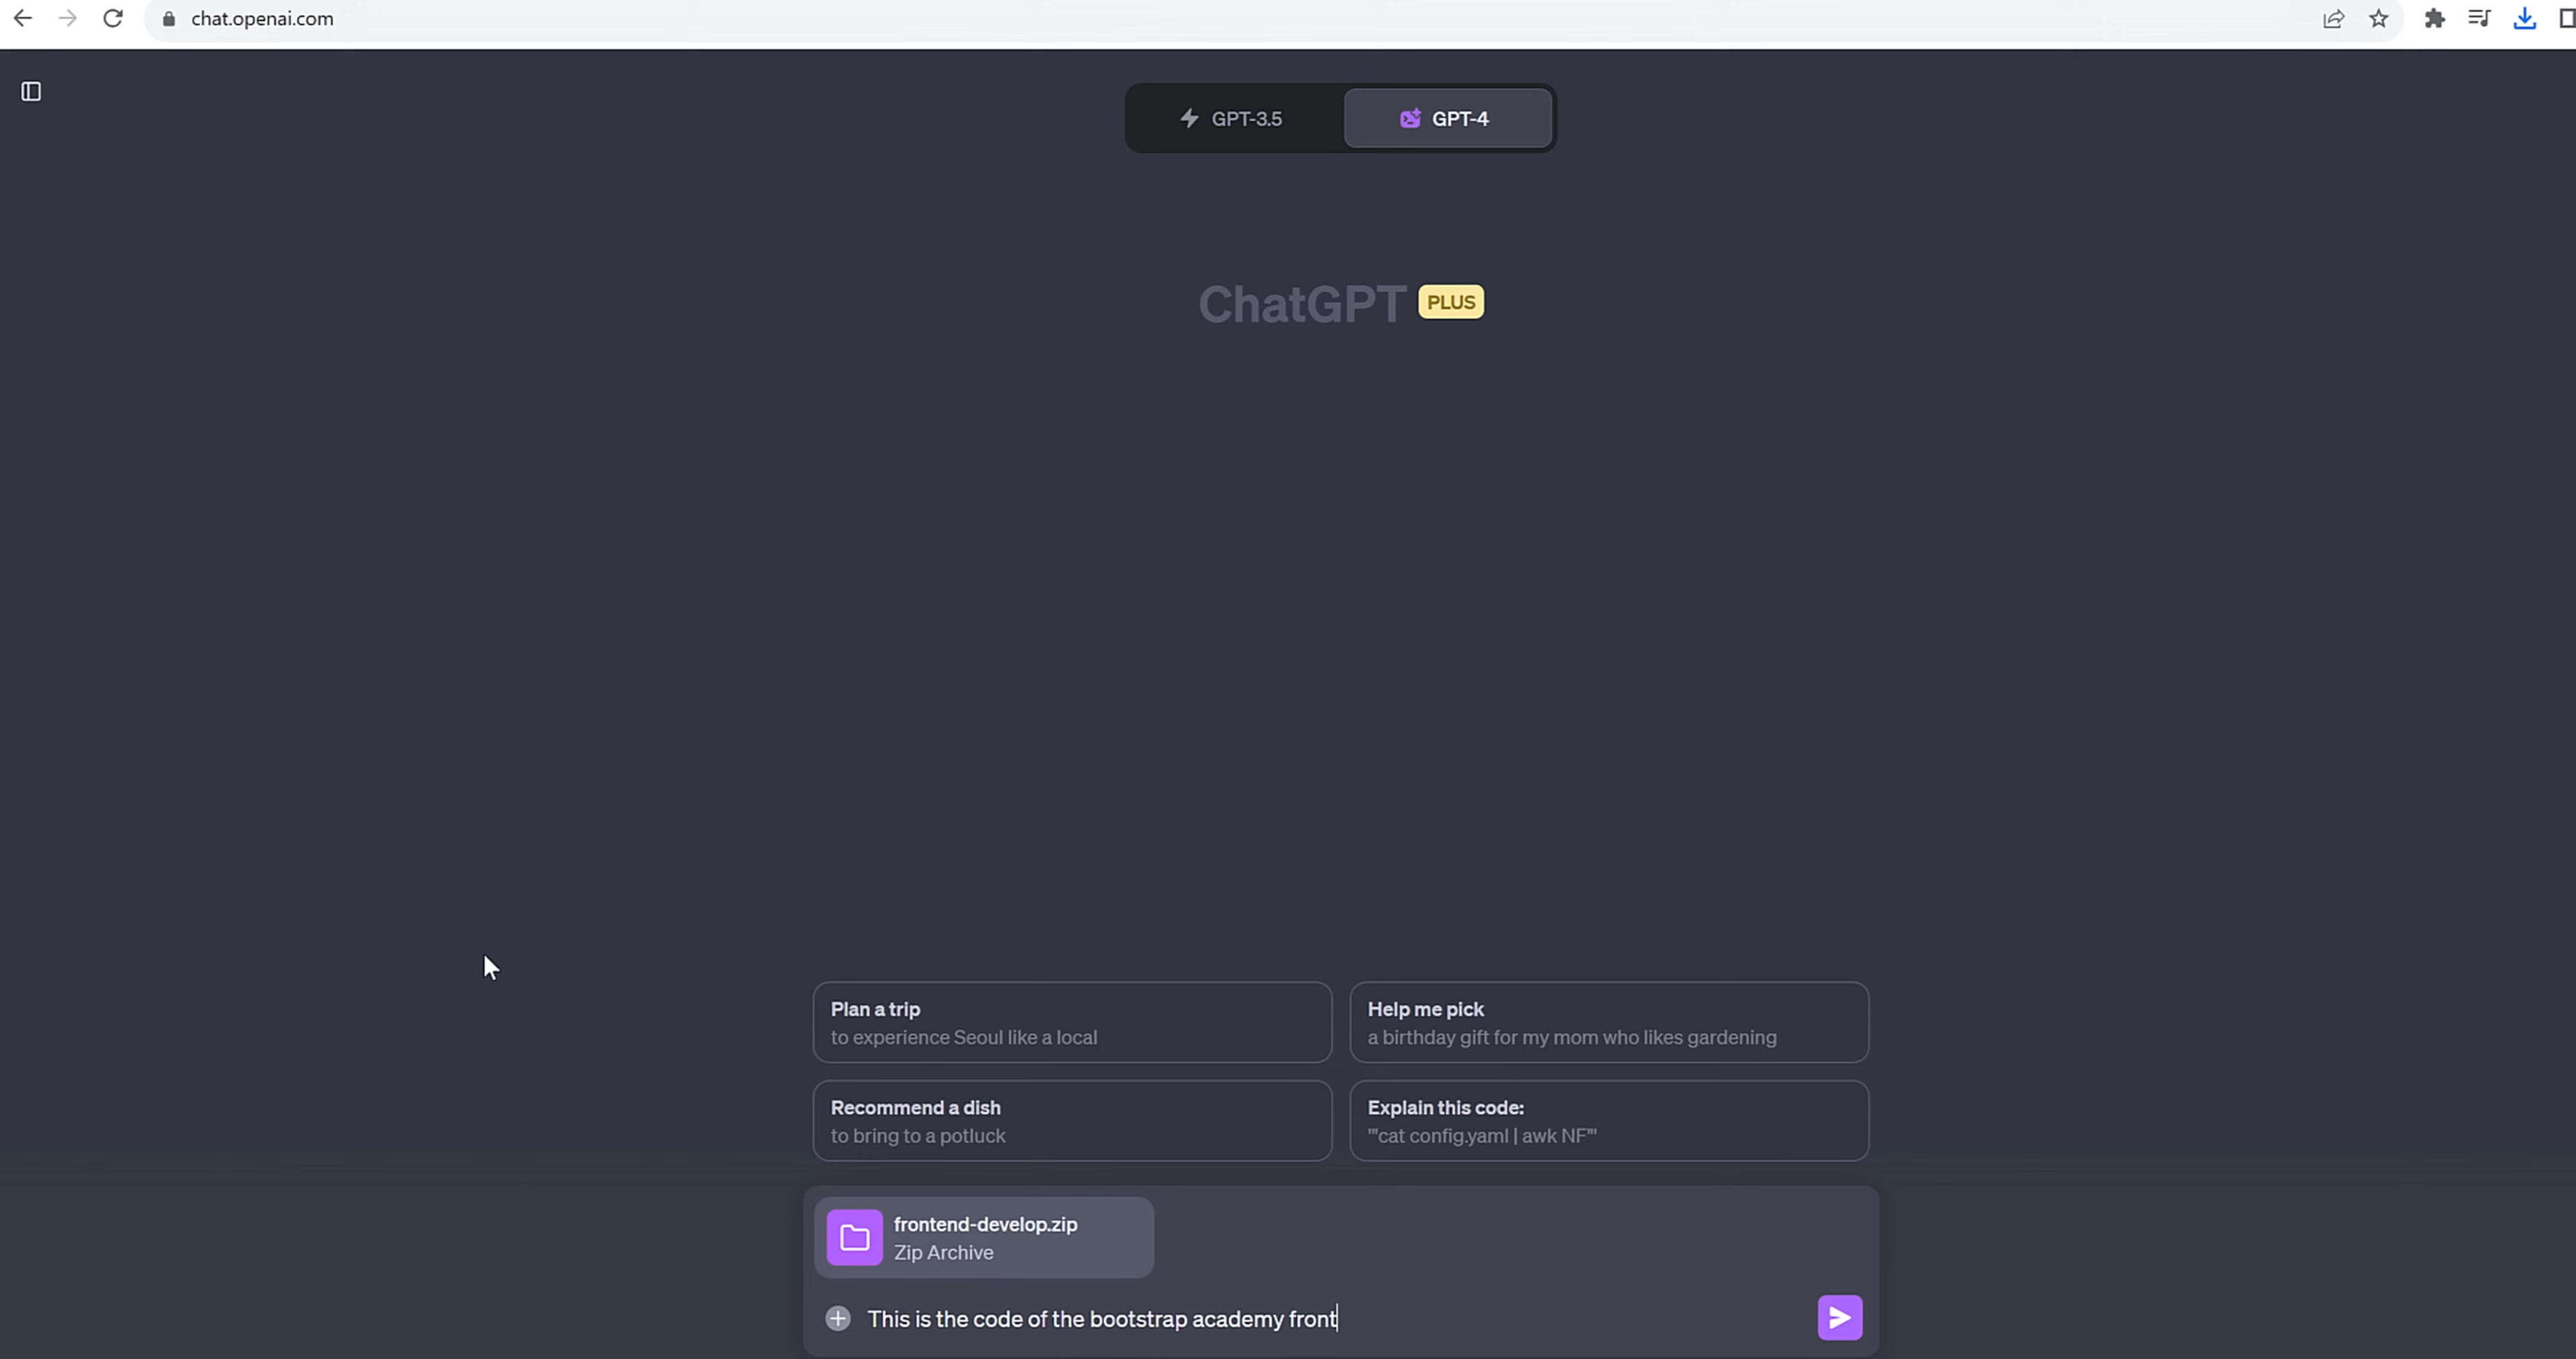 chat.openai.com
GPT-3.5
GPT-4
ChatGPT PLUS
Plan a trip
to experience Seoul like a local
Help me pick
a birthday gift for my mom who likes gardening
Recommend a dish
to bring to a potluck
Explain this code:
"'cat config.yaml | awk NF'"
frontend-develop.zip
Zip Archive
This is the code of the bootstrap academy front